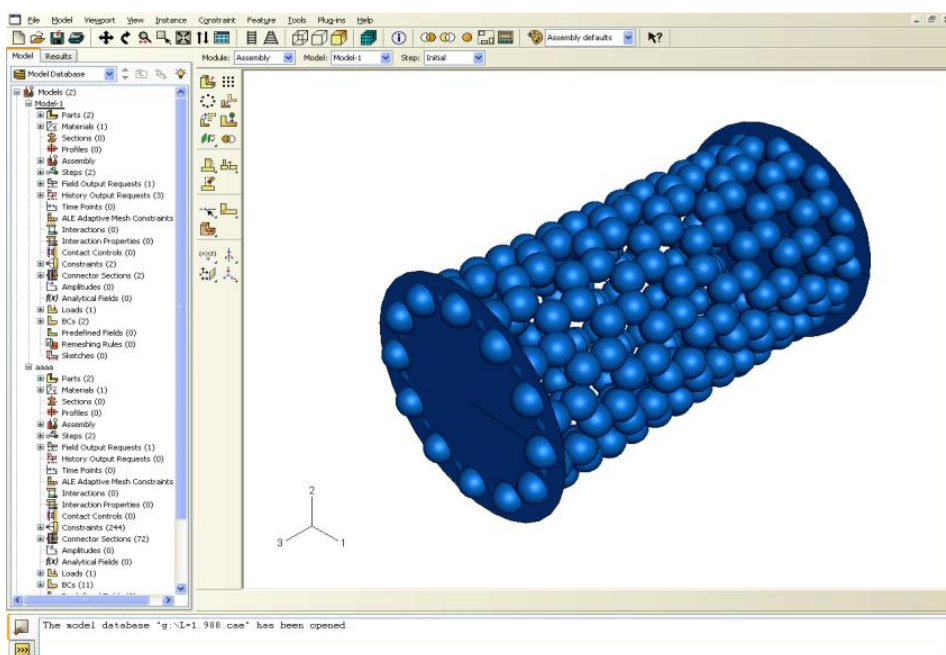 File Model Viewport View Instance Constraint Feature Tools Plug-ins Help
Assembly defaults
Model Results
Module: Assembly Model: Model-1 Step: Initial
Model Database
Models (2)
Model-1
Parts (2)
Materials (1)
Sections (0)
Profiles (0)
Assembly
Steps (2)
Field Output Requests (1)
History Output Requests (3)
Time Points (0)
ALE Adaptive Mesh Constraints
Interactions (0)
Interaction Properties (0)
Contact Controls (0)
Constraints (2)
Connector Sections (2)
Amplitudes (0)
f(x) Analytical Fields (0)
Loads (1)
BCs (2)
Predefined Fields (0)
Remeshing Rules (0)
Sketches (0)
aaaa
Parts (2)
Materials (1)
Sections (0)
Profiles (0)
Assembly
Steps (2)
Field Output Requests (1)
History Output Requests (0)
Time Points (0)
ALE Adaptive Mesh Constraints
Interactions (0)
Interaction Properties (0)
Contact Controls (0)
Constraints (244)
Connector Sections (72)
Amplitudes (0)
f(x) Analytical Fields (0)
Loads (1)
BCs (11)
2
3
1
The model database "g:\L=1.988.cae" has been opened.
>>>